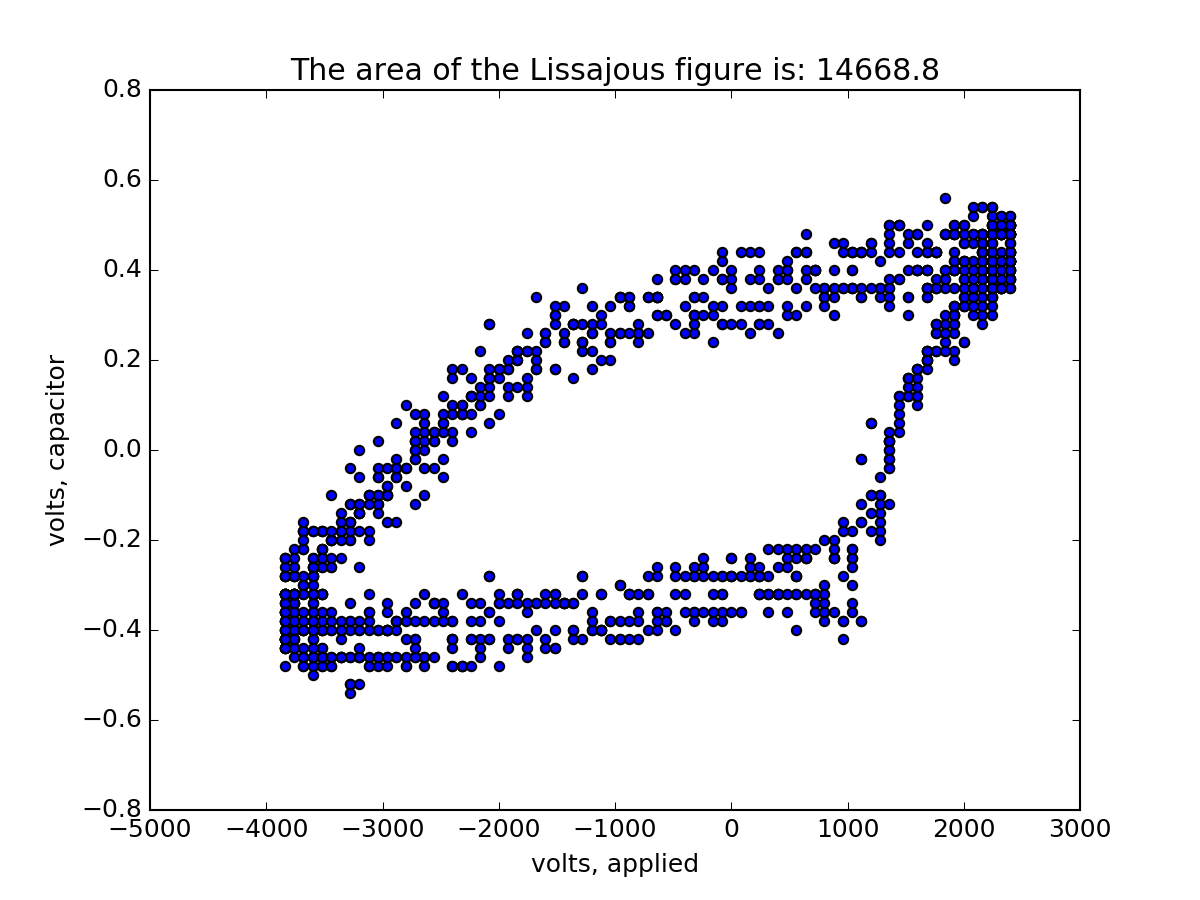 The area of the Lissajous figure is: 14668.8
0.8
0.6
0.4
0.2
0.0
−0.2
−0.4
−0.6
−0.8
volts, capacitor
−5000 −4000 −3000 −2000 −1000 0 1000 2000 3000
volts, applied